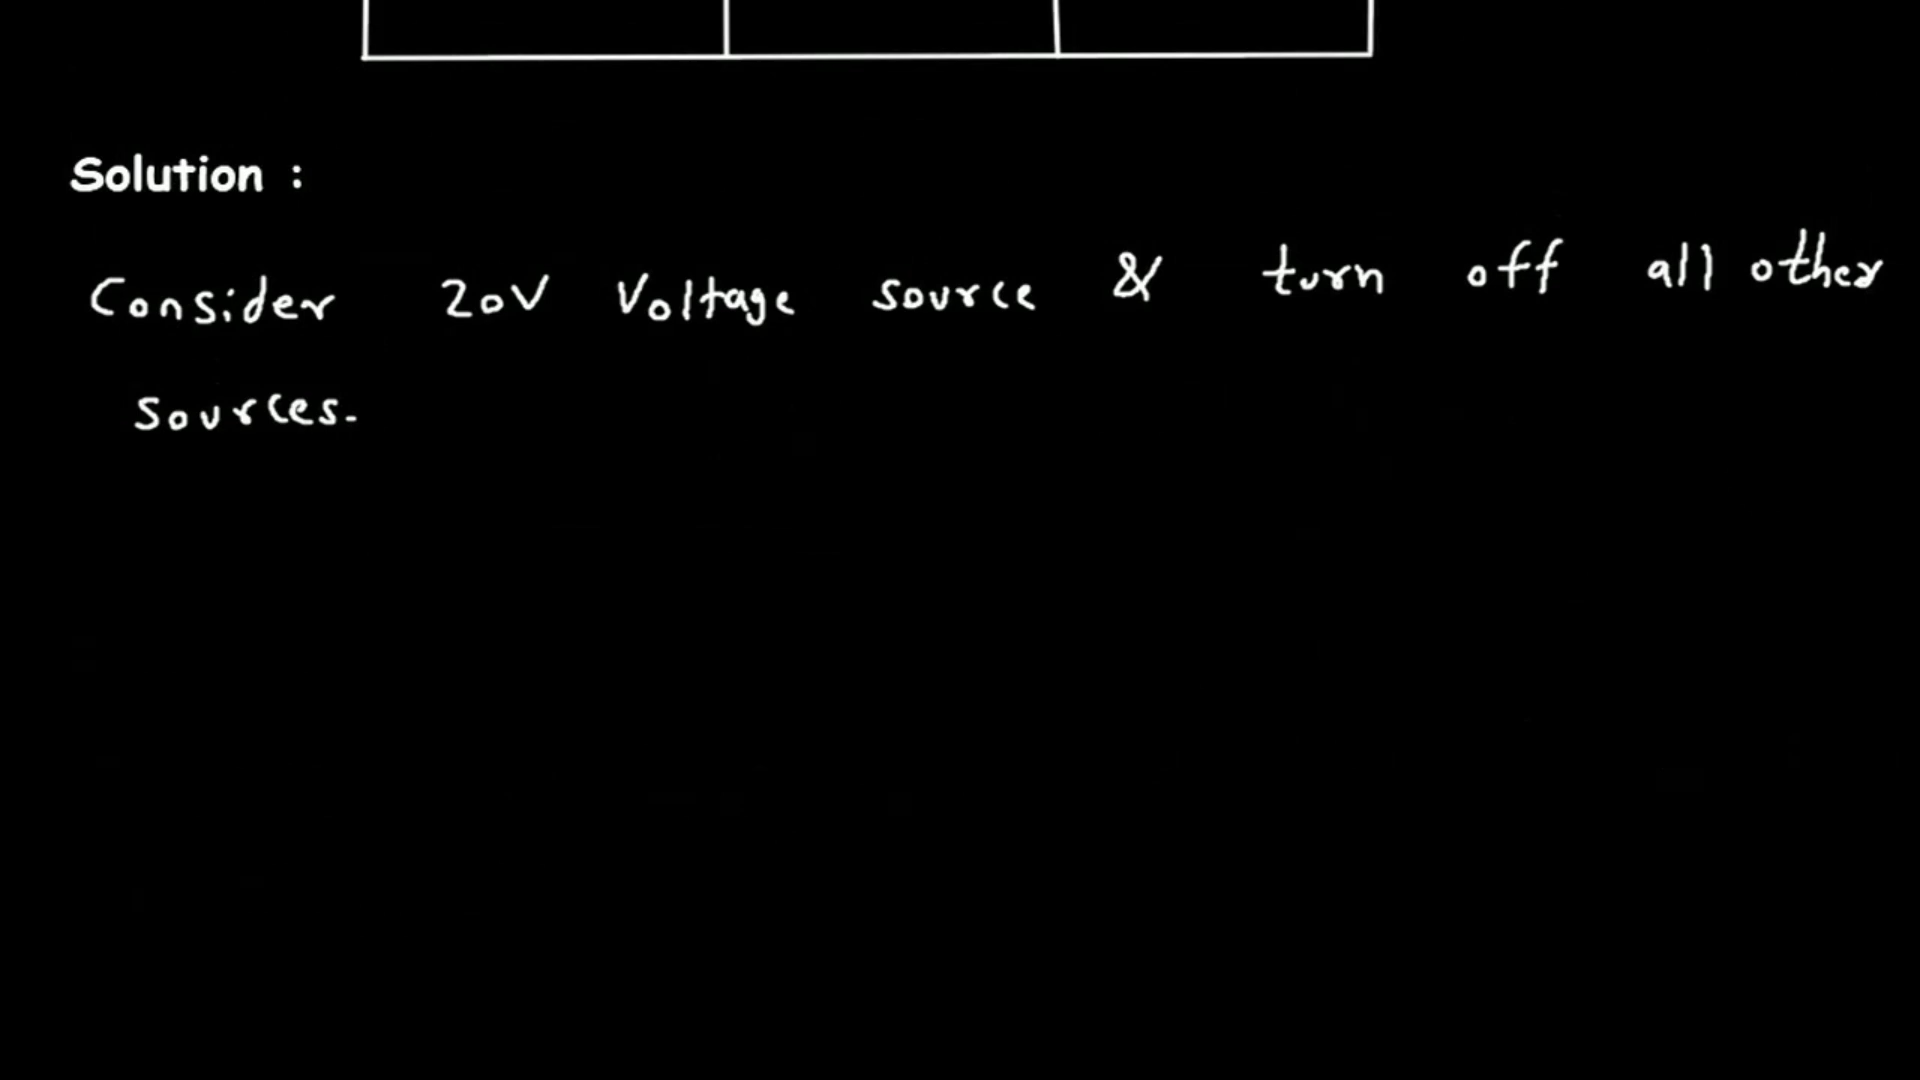 Solution :
Consider 20V Voltage source & turn off all other
sources.